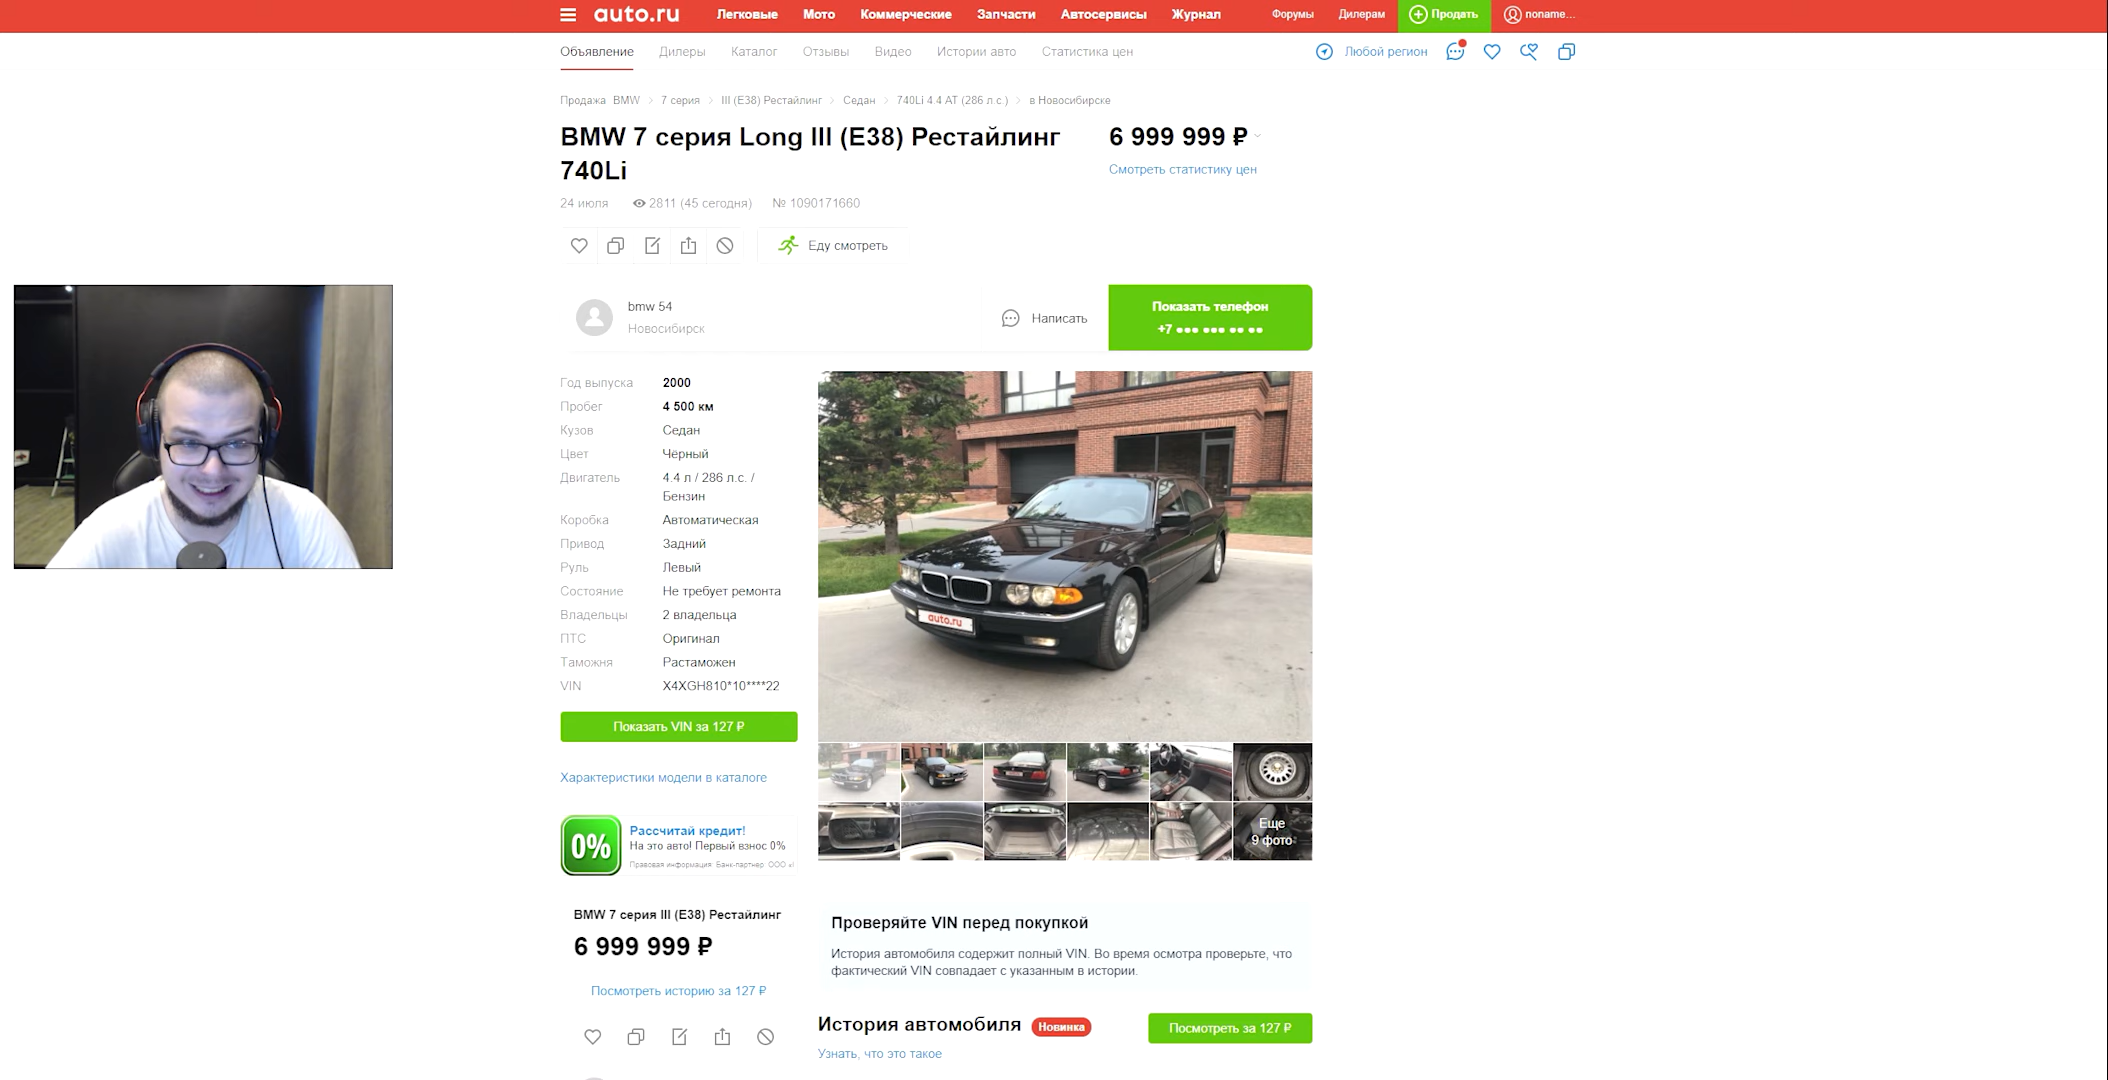 auto.ru Легковые Мото Коммерческие Запчасти Автосервисы Журнал Форумы Дилерам Продать noname...
Объявление Дилеры Каталог Отзывы Видео Истории авто Статистика цен Любой регион
Продажа BMW 7 серия III (E38) Рестайлинг Седан 740Li 4.4 AT (286 л.с.) в Новосибирске
BMW 7 серия Long III (E38) Рестайлинг
740Li
6 999 999 ₽
Смотреть статистику цен
24 июля 2811 (45 сегодня) № 1090171660
Еду смотреть
bmw 54
Новосибирск
Написать
Показать телефон
+7 ●●● ●●● ●● ●●
Год выпуска 2000
Пробег 4 500 км
Кузов Седан
Цвет Чёрный
Двигатель 4.4 л / 286 л.с. /
Бензин
Коробка Автоматическая
Привод Задний
Руль Левый
Состояние Не требует ремонта
Владельцы 2 владельца
ПТС Оригинал
Таможня Растаможен
VIN X4XGH810*10****22
Показать VIN за 127 ₽
Характеристики модели в каталоге
auto.ru
Еще
9 фото
0%
Рассчитай кредит!
На это авто! Первый взнос 0%
Правовая информация: Банк-партнер: ООО «
BMW 7 серия III (E38) Рестайлинг
6 999 999 ₽
Посмотреть историю за 127 ₽
Проверяйте VIN перед покупкой
История автомобиля содержит полный VIN. Во время осмотра проверьте, что
фактический VIN совпадает с указанным в истории.
История автомобиля Новинка
Посмотреть за 127 ₽
Узнать, что это такое